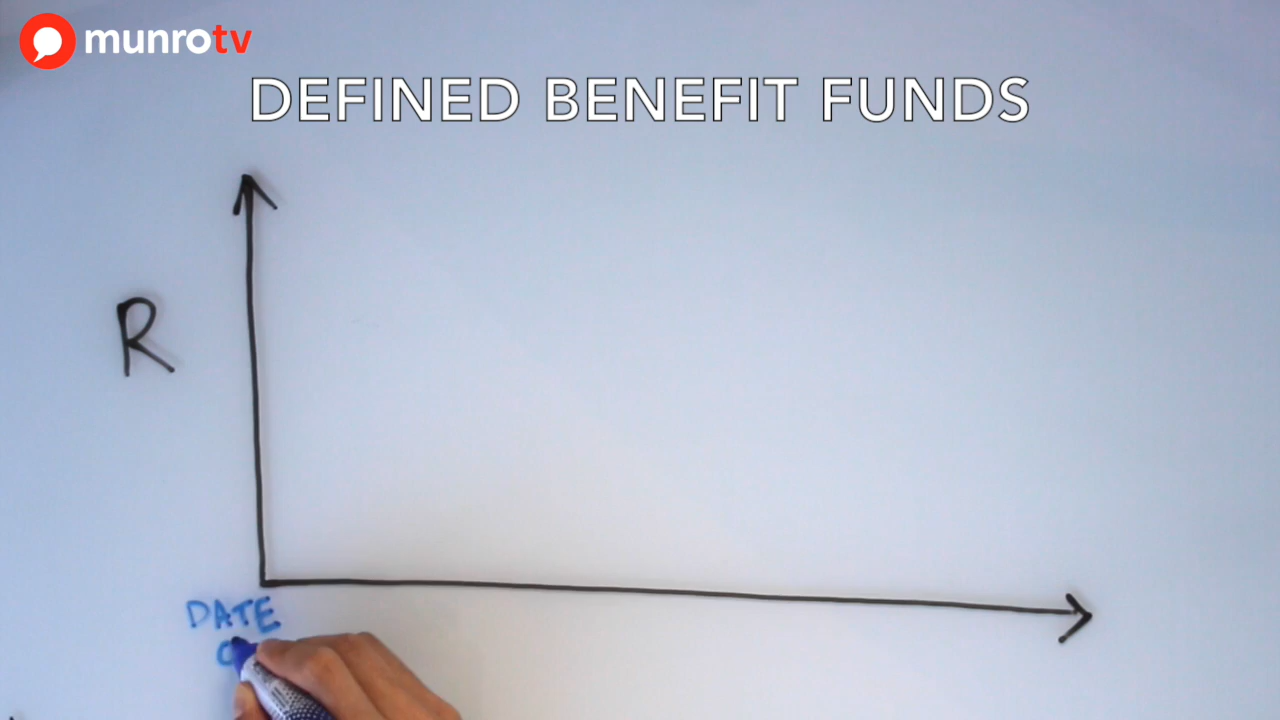 munrotv
DEFINED BENEFIT FUNDS
R
DATE